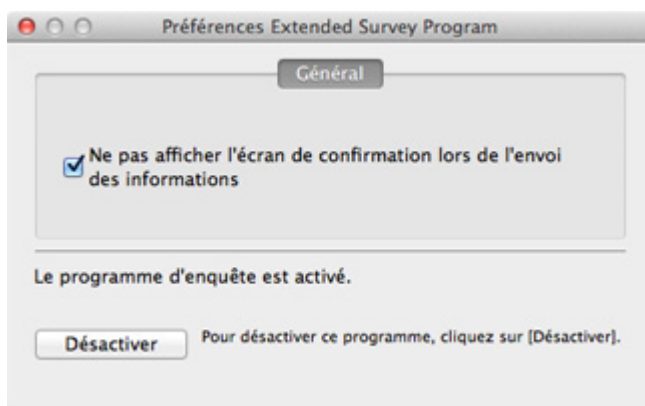 Préférences Extended Survey Program
Général
Ne pas afficher l'écran de confirmation lors de l'envoi
des informations
Le programme d'enquête est activé.
Désactiver
Pour désactiver ce programme, cliquez sur [Désactiver].